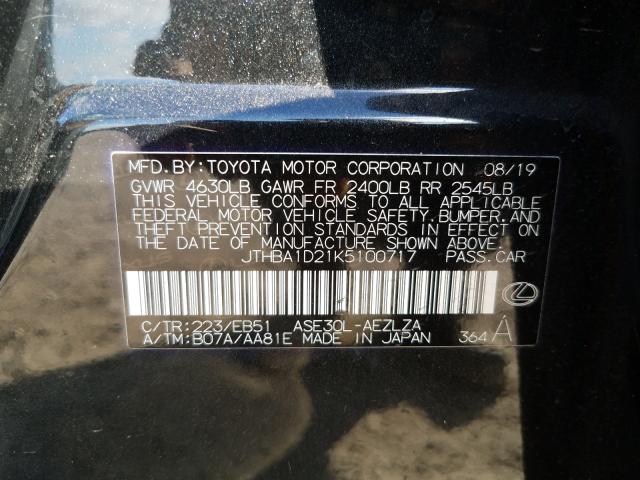 MFD.BY:TOYOTA MOTOR CORPORATION 08/19
GVWR 4630LB GAWR FR 2400LB RR 2545LB
THIS VEHICLE CONFORMS TO ALL APPLICABLE
FEDERAL MOTOR VEHICLE SAFETY,BUMPER,AND
THEFT PREVENTION STANDARDS IN EFFECT ON
THE DATE OF MANUFACTURE SHOWN ABOVE.
JTHBA1D21K5100717 PASS.CAR
C/TR:223/EB51 ASE30L-AEZLZA
A/TM:B07A/AA81E MADE IN JAPAN 364 A